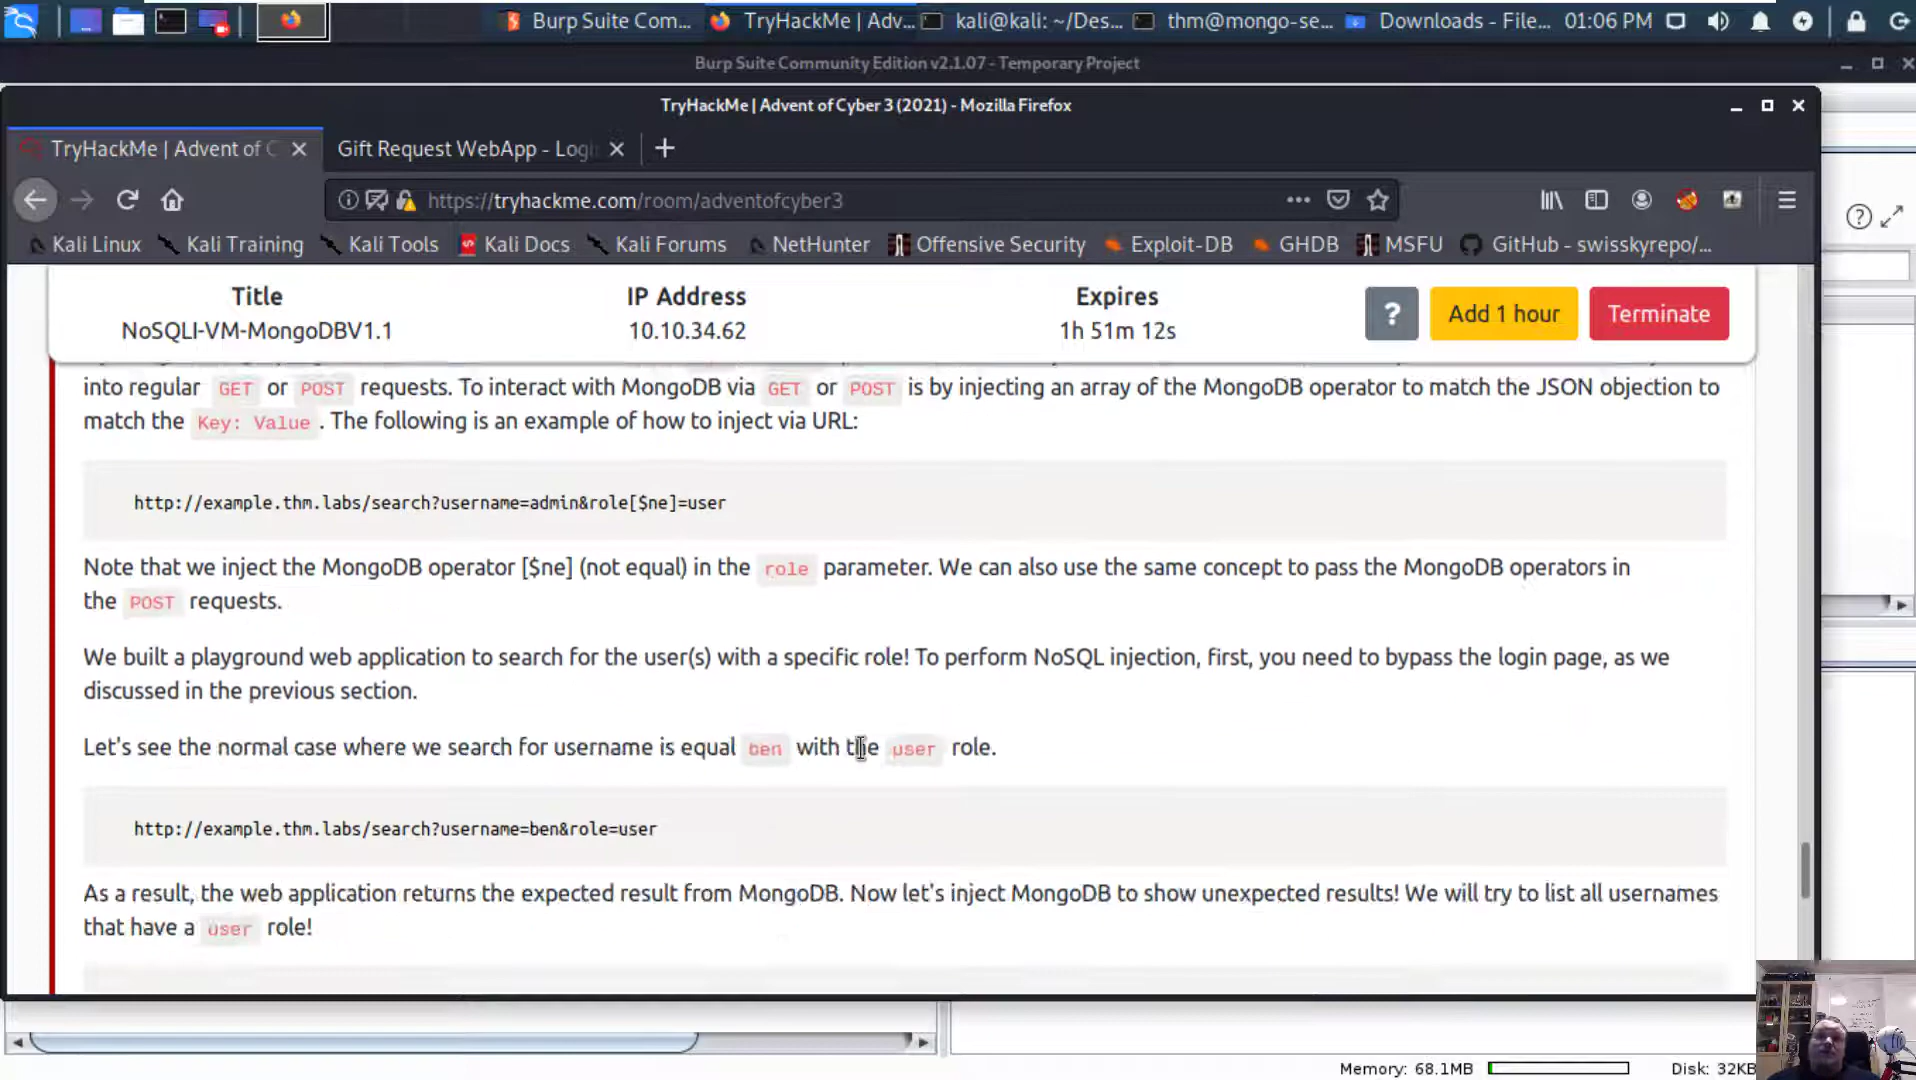 Burp Suite Com...
TryHackMe | Adv...
kali@kali: ~/Des...
thm@mongo-se...
Downloads - File...
01:06 PM
Burp Suite Community Edition v2.1.07 - Temporary Project
TryHackMe | Advent of Cyber 3 (2021) - Mozilla Firefox
TryHackMe | Advent of C
Gift Request WebApp - Logi
https://tryhackme.com/room/adventofcyber3
Kali Linux
Kali Training
Kali Tools
Kali Docs
Kali Forums
NetHunter
Offensive Security
Exploit-DB
GHDB
MSFU
GitHub - swisskyrepo/...
Title
IP Address
Expires
NoSQLI-VM-MongoDBV1.1
10.10.34.62
1h 51m 12s
?
Add 1 hour
Terminate
into regular GET or POST requests. To interact with MongoDB via GET or POST is by injecting an array of the MongoDB operator to match the JSON objection to
match the Key: Value . The following is an example of how to inject via URL:
http://example.thm.labs/search?username=admin&role[$ne]=user
Note that we inject the MongoDB operator [$ne] (not equal) in the role parameter. We can also use the same concept to pass the MongoDB operators in
the POST requests.
We built a playground web application to search for the user(s) with a specific role! To perform NoSQL injection, first, you need to bypass the login page, as we
discussed in the previous section.
Let's see the normal case where we search for username is equal ben with the user role.
http://example.thm.labs/search?username=ben&role=user
As a result, the web application returns the expected result from MongoDB. Now let's inject MongoDB to show unexpected results! We will try to list all usernames
that have a user role!
Memory: 68.1MB
Disk: 32KB